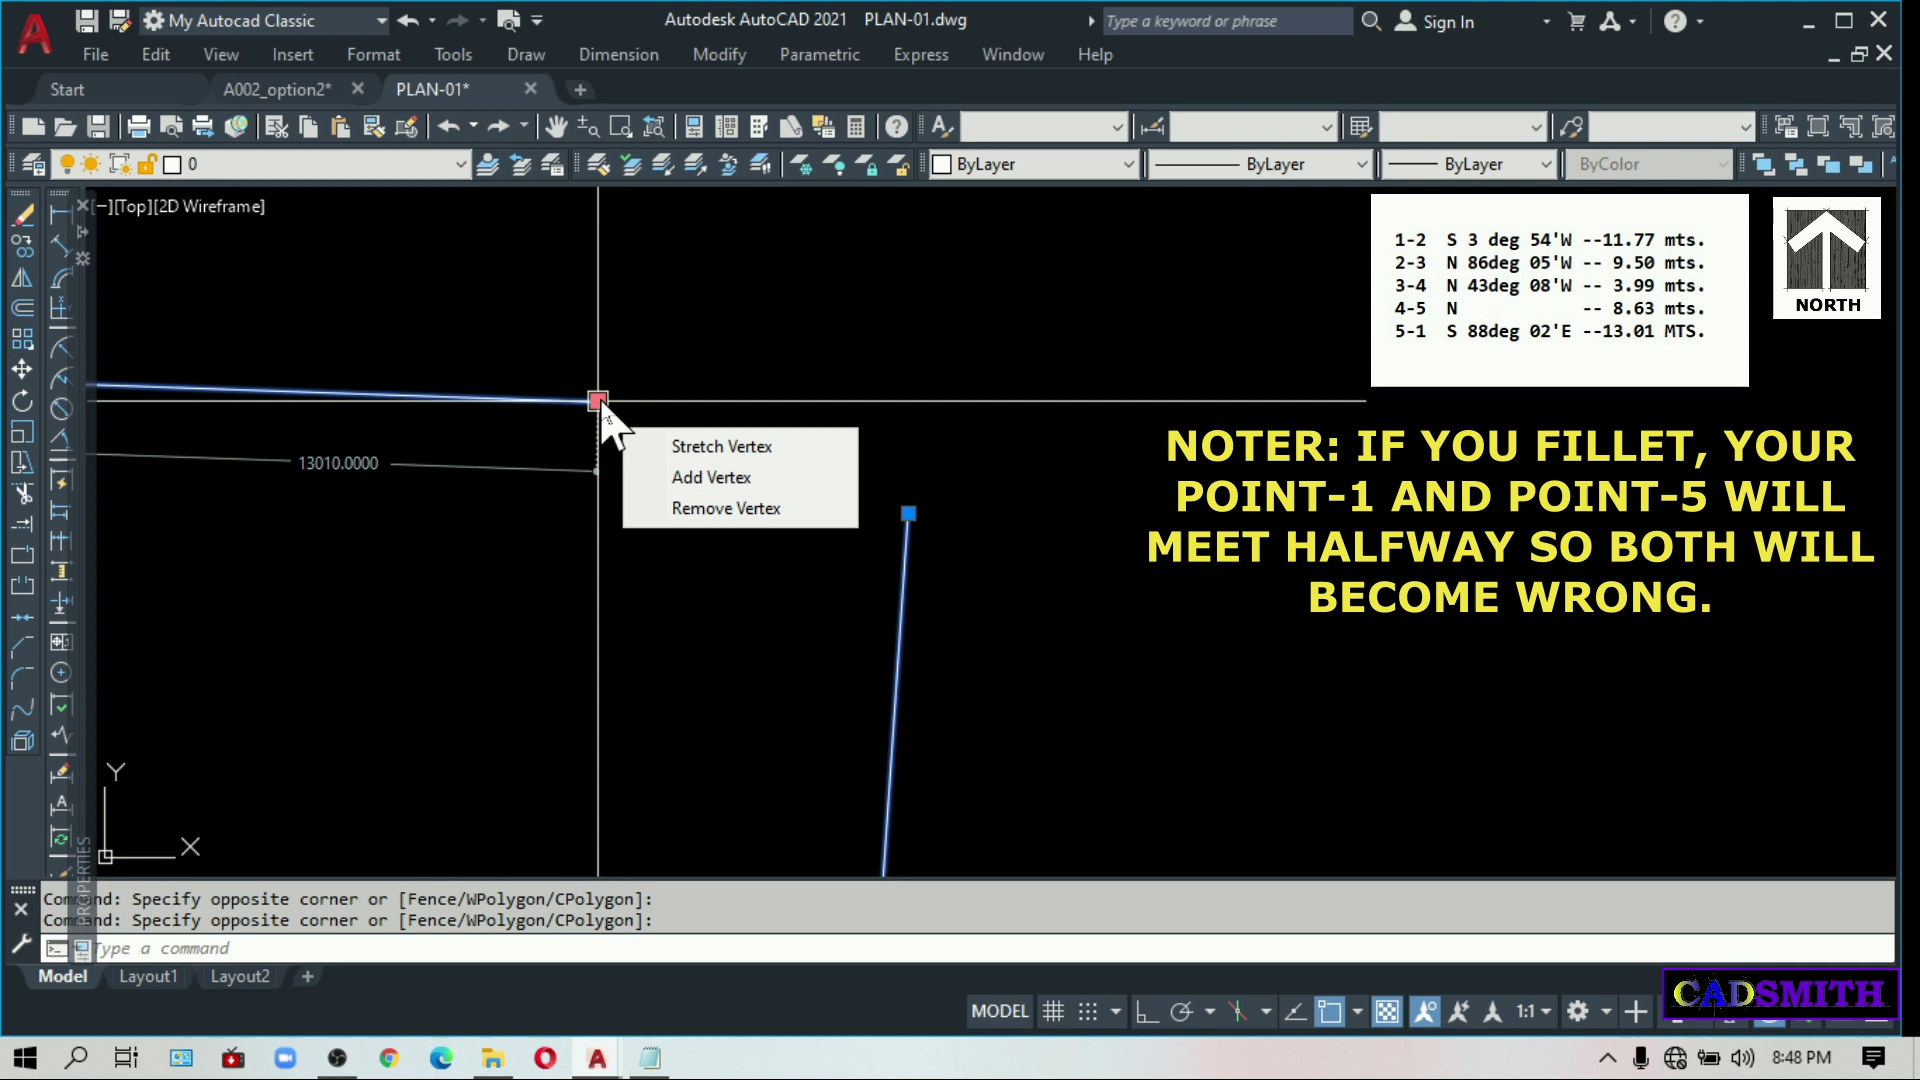 My Autocad Classic
Autodesk AutoCAD 2021 PLAN-01.dwg
Type a keyword or phrase
Sign In
File Edit View Insert Format Tools Draw Dimension Modify Parametric Express Window Help
Start A002_option2* PLAN-01*
0 ByLayer ByLayer ByLayer ByColor
[−][Top][2D Wireframe]
1-2 S 3 deg 54'W --11.77 mts.
2-3 N 86deg 05'W -- 9.50 mts.
3-4 N 43deg 08'W -- 3.99 mts.
4-5 N -- 8.63 mts.
5-1 S 88deg 02'E --13.01 MTS.
NORTH
13010.0000
Stretch Vertex
Add Vertex
Remove Vertex
NOTER: IF YOU FILLET, YOUR
POINT-1 AND POINT-5 WILL
MEET HALFWAY SO BOTH WILL
BECOME WRONG.
Y
X
PROPERTIES
Command: Specify opposite corner or [Fence/WPolygon/CPolygon]:
Command: Specify opposite corner or [Fence/WPolygon/CPolygon]:
Type a command
Model Layout1 Layout2
MODEL 1:1
CADSMITH
8:48 PM